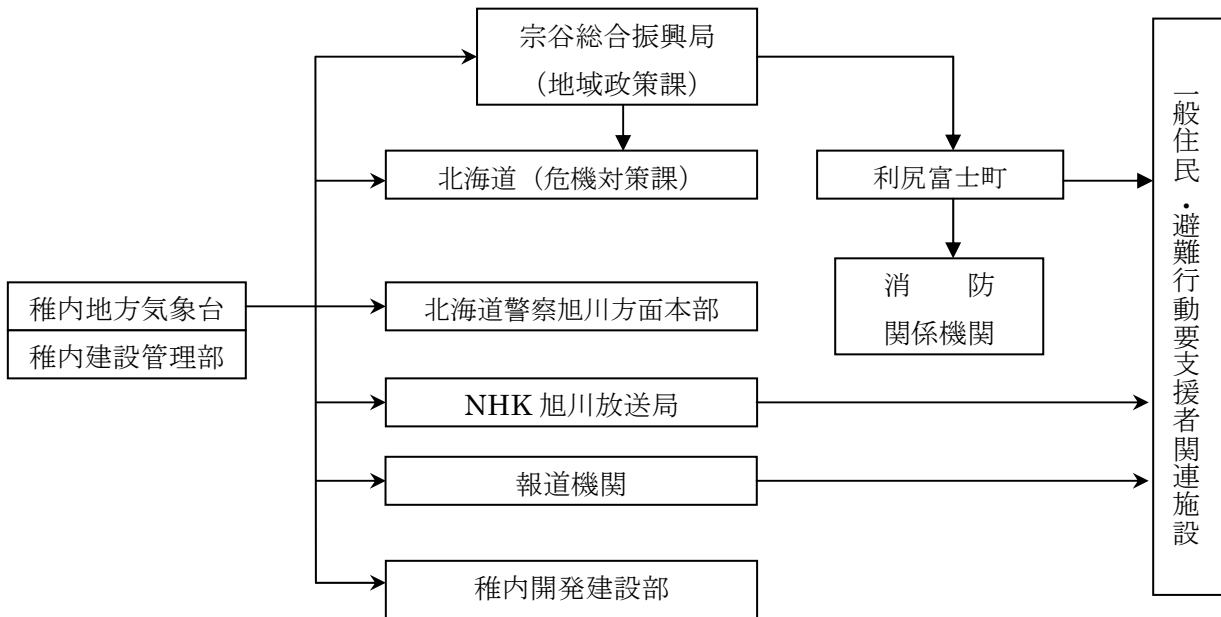 宗谷総合振興局
（地域政策課）
北海道（危機対策課）
利尻富士町
消　　防
関係機関
稚内地方気象台
稚内建設管理部
北海道警察旭川方面本部
NHK 旭川放送局
報道機関
稚内開発建設部
一般住民・避難行動要支援者関連施設